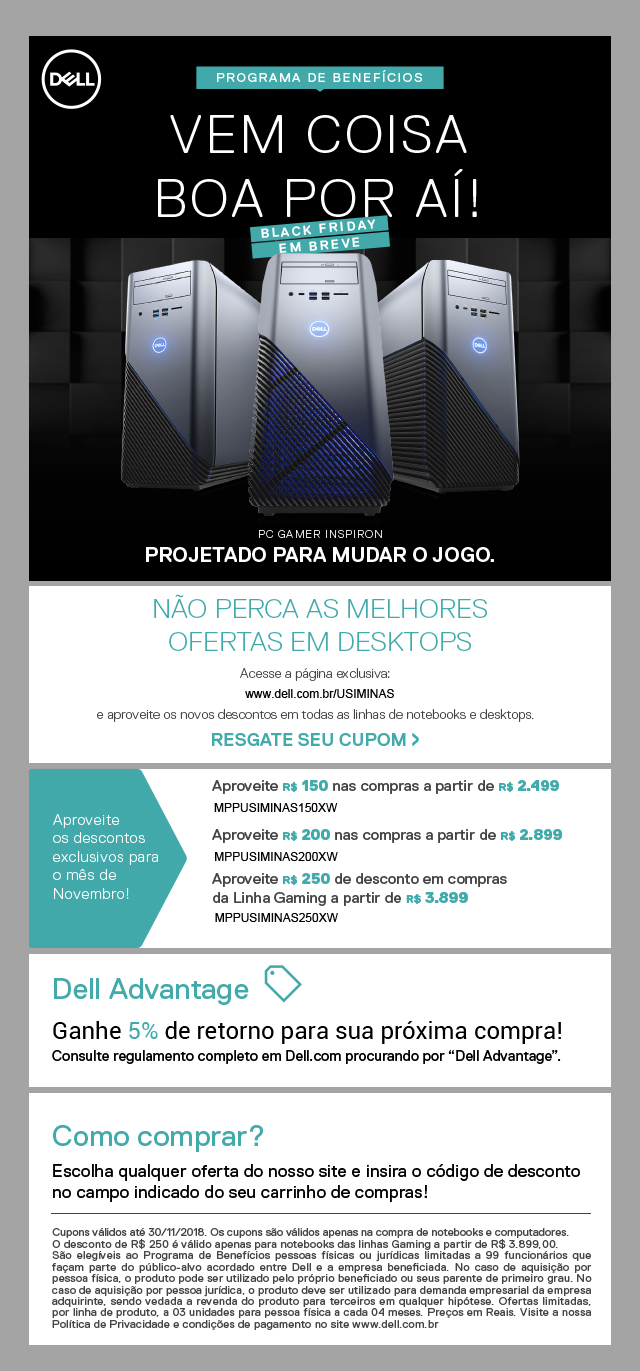 DELL
PROGRAMA DE BENEFÍCIOS
VEM COISA
BOA POR AÍ!
BLACK FRIDAY
EM BREVE
DELL
DELL
DELL
PC GAMER INSPIRON
PROJETADO PARA MUDAR O JOGO.
NÃO PERCA AS MELHORES
OFERTAS EM DESKTOPS
Acesse a página exclusiva:
www.dell.com.br/USIMINAS
e aproveite os novos descontos em todas as linhas de notebooks e desktops.
RESGATE SEU CUPOM >
Aproveite
os descontos
exclusivos para
o mês de
Novembro!
Aproveite R$ 150 nas compras a partir de R$ 2.499
MPPUSIMINAS150XW
Aproveite R$ 200 nas compras a partir de R$ 2.899
MPPUSIMINAS200XW
Aproveite R$ 250 de desconto em compras
da Linha Gaming a partir de R$ 3.899
MPPUSIMINAS250XW
Dell Advantage
Ganhe 5% de retorno para sua próxima compra!
Consulte regulamento completo em Dell.com procurando por “Dell Advantage”.
Como comprar?
Escolha qualquer oferta do nosso site e insira o código de desconto
no campo indicado do seu carrinho de compras!
Cupons válidos até 30/11/2018. Os cupons são válidos apenas na compra de notebooks e computadores.
O desconto de R$ 250 é válido apenas para notebooks das linhas Gaming a partir de R$ 3.899,00.
São elegíveis ao Programa de Benefícios pessoas físicas ou jurídicas limitadas a 99 funcionários que
façam parte do público-alvo acordado entre Dell e a empresa beneficiada. No caso de aquisição por
pessoa física, o produto pode ser utilizado pelo próprio beneficiado ou seus parente de primeiro grau. No
caso de aquisição por pessoa jurídica, o produto deve ser utilizado para demanda empresarial da empresa
adquirinte, sendo vedada a revenda do produto para terceiros em qualquer hipótese. Ofertas limitadas,
por linha de produto, a 03 unidades para pessoa física a cada 04 meses. Preços em Reais. Visite a nossa
Política de Privacidade e condições de pagamento no site www.dell.com.br